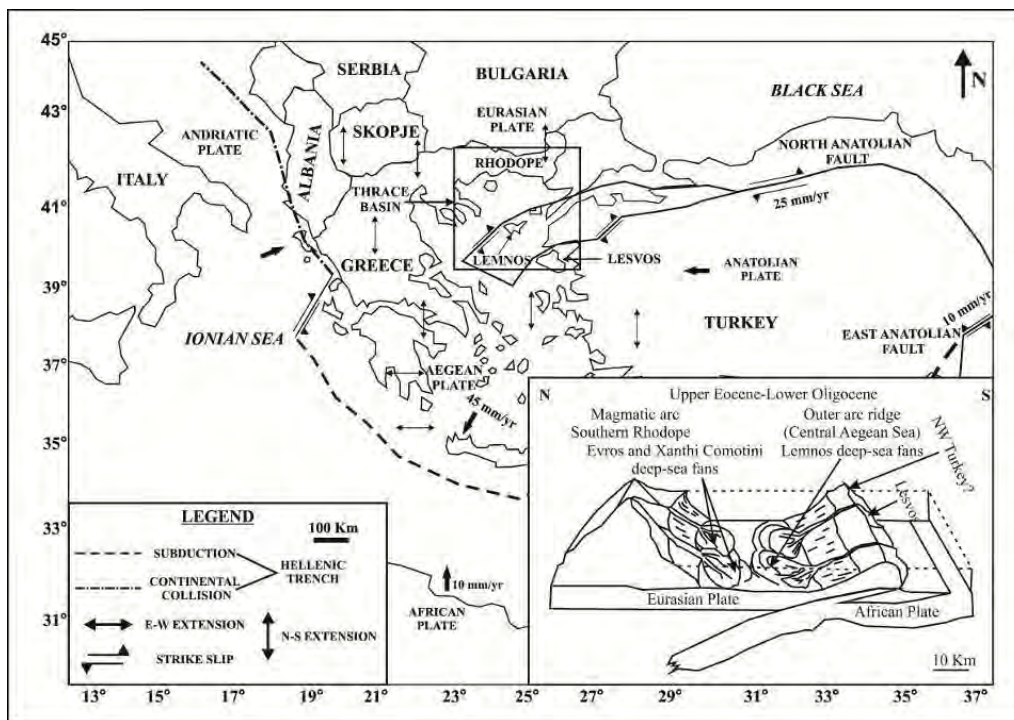 45°
43°
41°
39°
37°
35°
33°
31°
SERBIA
BULGARIA
BLACK SEA
N
ANDRIATIC
PLATE
SKOPJE
EURASIAN
PLATE
NORTH ANATOLIAN
FAULT
ITALY
ALBANIA
RHODOPE
THRACE
BASIN
25 mm/yr
GREECE
LEMNOS
LESVOS
ANATOLIAN
PLATE
IONIAN SEA
TURKEY
10 mm/yr
EAST ANATOLIAN
FAULT
AEGEAN
PLATE
45 mm/yr
LEGEND
100 Km
SUBDUCTION
CONTINENTAL
COLLISION
HELLENIC
TRENCH
E-W EXTENSION
N-S EXTENSION
STRIKE SLIP
10 mm/yr
AFRICAN
PLATE
Upper Eocene-Lower Oligocene
N
S
Magmatic arc
Southern Rhodope
Evros and Xanthi Comotini
deep-sea fans
Outer arc ridge
(Central Aegean Sea)
Lemnos deep-sea fans
NW Turkey?
Lesvos
Eurasian Plate
African Plate
10 Km
13° 15° 17° 19° 21° 23° 25° 27° 29° 31° 33° 35° 37°